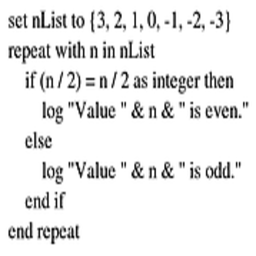 set nList to {3, 2, 1, 0, -1, -2, -3}
repeat with n in nList
if (n / 2) = n / 2 as integer then
log "Value " & n & " is even."
else
log "Value " & n & " is odd."
end if
end repeat